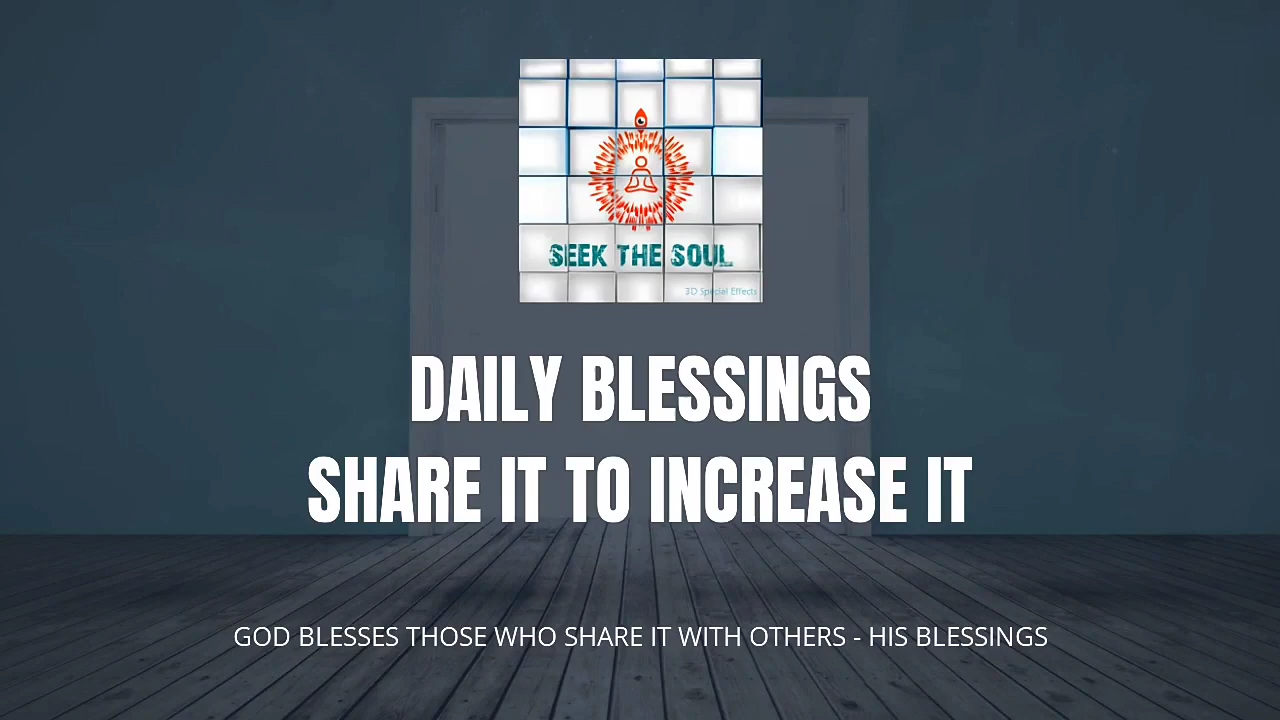 SEEK THE SOUL
3D Special Effects
DAILY BLESSINGS
SHARE IT TO INCREASE IT
GOD BLESSES THOSE WHO SHARE IT WITH OTHERS - HIS BLESSINGS